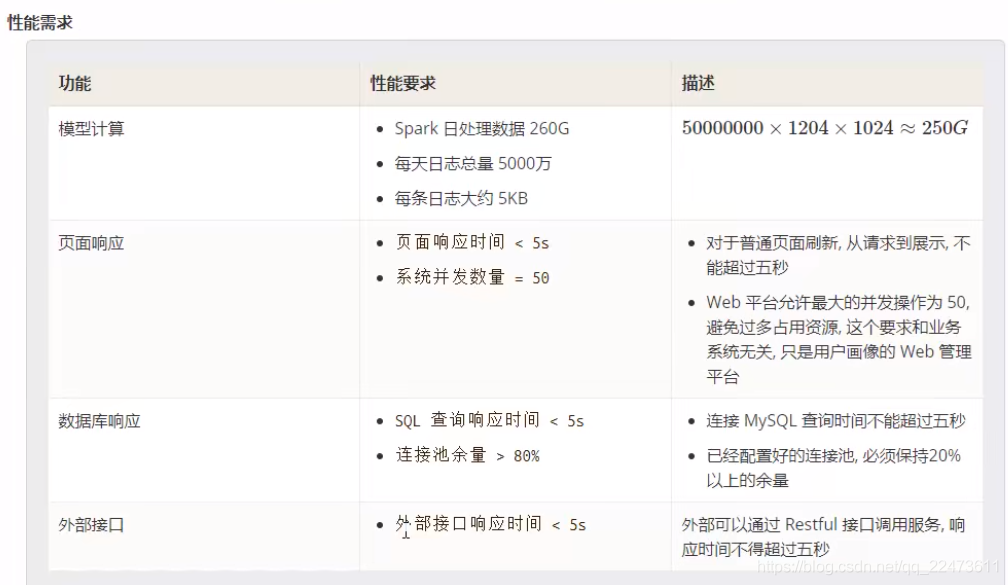 性能需求
功能 性能要求 描述
模型计算
• Spark 日处理数据 260G
• 每天日志总量 5000万
• 每条日志大约 5KB
50000000 × 1204 × 1024 ≈ 250G
页面响应
• 页面响应时间 < 5s
• 系统并发数量 = 50
• 对于普通页面刷新, 从请求到展示, 不
能超过五秒
• Web 平台允许最大的并发操作为 50,
避免过多占用资源, 这个要求和业务
系统无关, 只是用户画像的 Web 管理
平台
数据库响应
• SQL 查询响应时间 < 5s
• 连接池余量 > 80%
• 连接 MySQL 查询时间不能超过五秒
• 已经配置好的连接池, 必须保持20%
以上的余量
外部接口
• 外部接口响应时间 < 5s
外部可以通过 Restful 接口调用服务, 响
应时间不得超过五秒
https://blog.csdn.net/qq_22473611